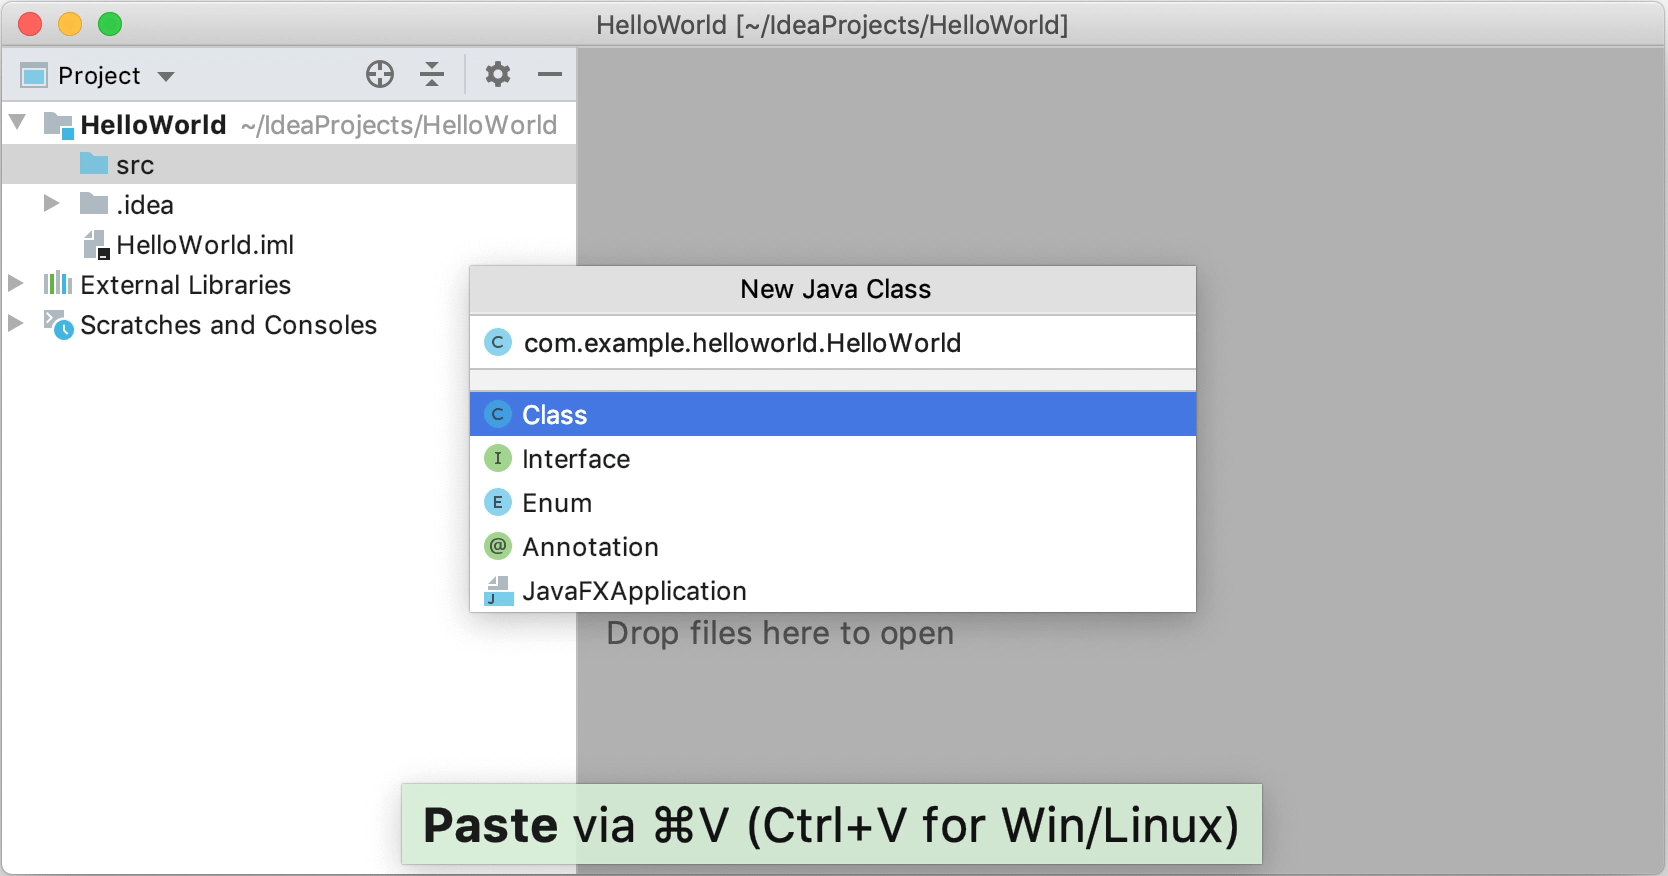 HelloWorld [~/IdeaProjects/HelloWorld]
Project
HelloWorld ~/IdeaProjects/HelloWorld
src
.idea
HelloWorld.iml
External Libraries
Scratches and Consoles
New Java Class
C com.example.helloworld.HelloWorld
C Class
I Interface
E Enum
@ Annotation
J JavaFXApplication
Drop files here to open
Paste via ⌘V (Ctrl+V for Win/Linux)